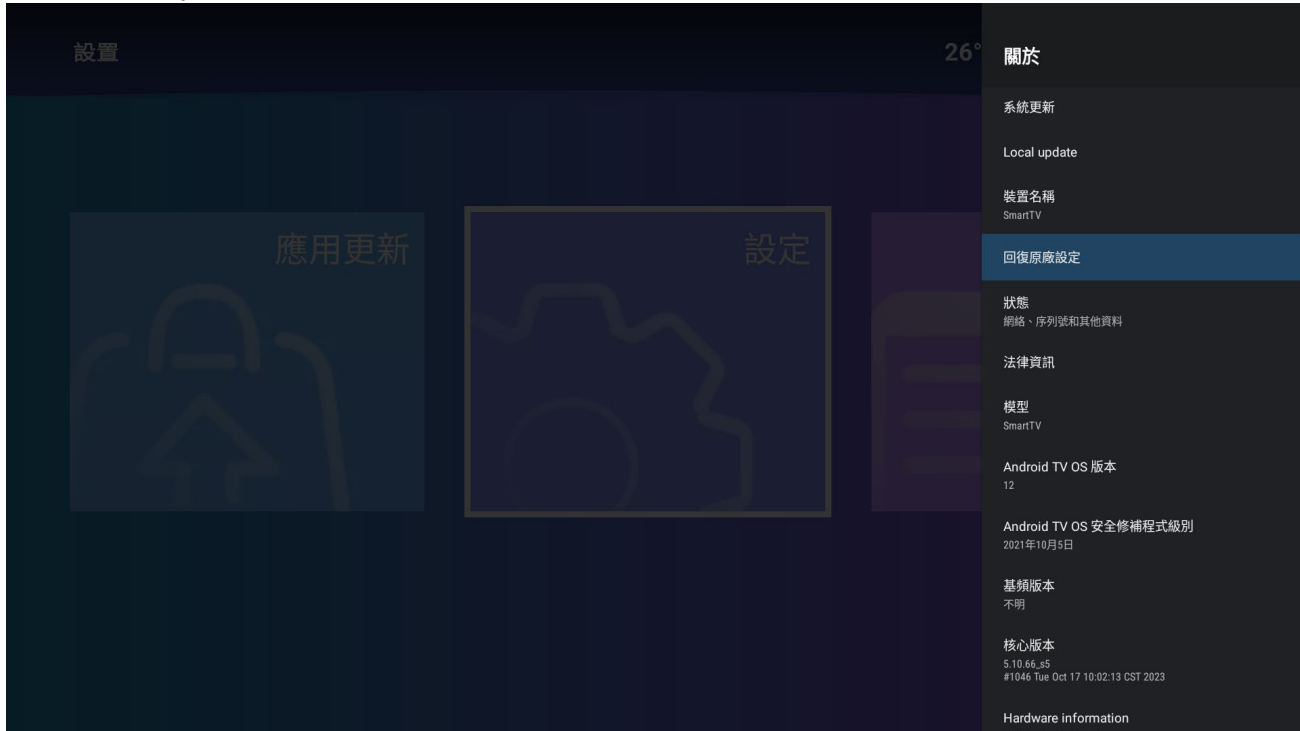 設置
26°
應用更新
設定
關於
系統更新
Local update
裝置名稱
SmartTV
回復原廠設定
狀態
網絡、序列號和其他資料
法律資訊
模型
SmartTV
Android TV OS 版本
12
Android TV OS 安全修補程式級別
2021年10月5日
基頻版本
不明
核心版本
5.10.66_s5
#1046 Tue Oct 17 10:02:13 CST 2023
Hardware information